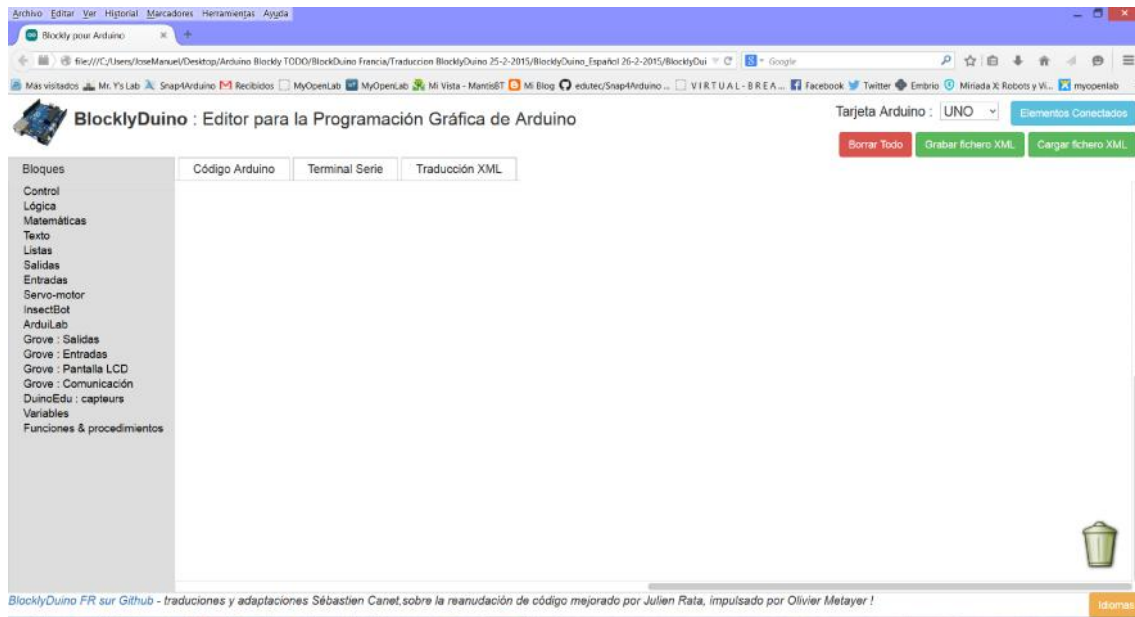 Archivo Editar Ver Historial Marcadores Herramientas Ayuda
Blockly pour Arduino
file:///C:/Users/JoseManuel/Desktop/Arduino Blockly TODO/BlockDuino Francia/Traduccion BlocklyDuino 25-2-2015/BlocklyDuino_Español 26-2-2015/BlocklyDui
Google
Más visitados Mr. Y's Lab Snap4Arduino Recibidos MyOpenLab MyOpenLab Mi Vista - MantisBT Mi Blog edutec/Snap4Arduino ... V I R T U A L - B R E A ... Facebook Twitter Embrio Miriada X: Robots y Vi... myopenlab
BlocklyDuino : Editor para la Programación Gráfica de Arduino
Tarjeta Arduino : UNO
Elementos Conectados
Borrar Todo
Grabar fichero XML
Cargar fichero XML
Bloques
Código Arduino
Terminal Serie
Traducción XML
Control
Lógica
Matemáticas
Texto
Listas
Salidas
Entradas
Servo-motor
InsectBot
ArduiLab
Grove : Salidas
Grove : Entradas
Grove : Pantalla LCD
Grove : Comunicación
DuinoEdu : capteurs
Variables
Funciones & procedimientos
BlocklyDuino FR sur Github - traduciones y adaptaciones Sébastien Canet,sobre la reanudación de código mejorado por Julien Rata, impulsado por Olivier Metayer !
Idiomas